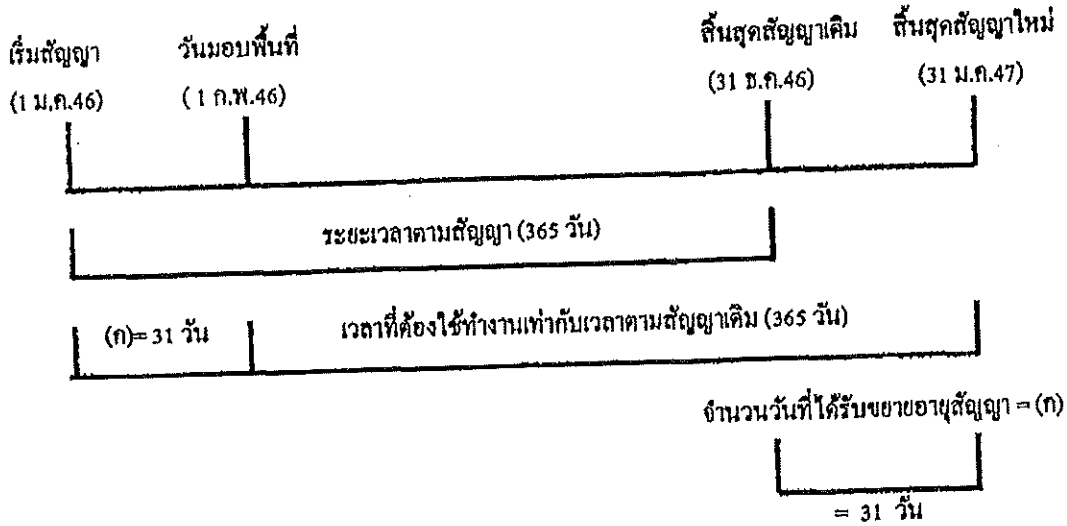 เริ่มสัญญา
(1 ม.ค.46)
วันมอบพื้นที่
( 1 ก.พ.46)
สิ้นสุดสัญญาเดิม
(31 ธ.ค.46)
สิ้นสุดสัญญาใหม่
(31 ม.ค.47)
ระยะเวลาตามสัญญา (365 วัน)
(ก)= 31 วัน
เวลาที่ต้องใช้ทำงานเท่ากับเวลาตามสัญญาเดิม (365 วัน)
จำนวนวันที่ได้รับขยายอายุสัญญา = (ก)
= 31 วัน